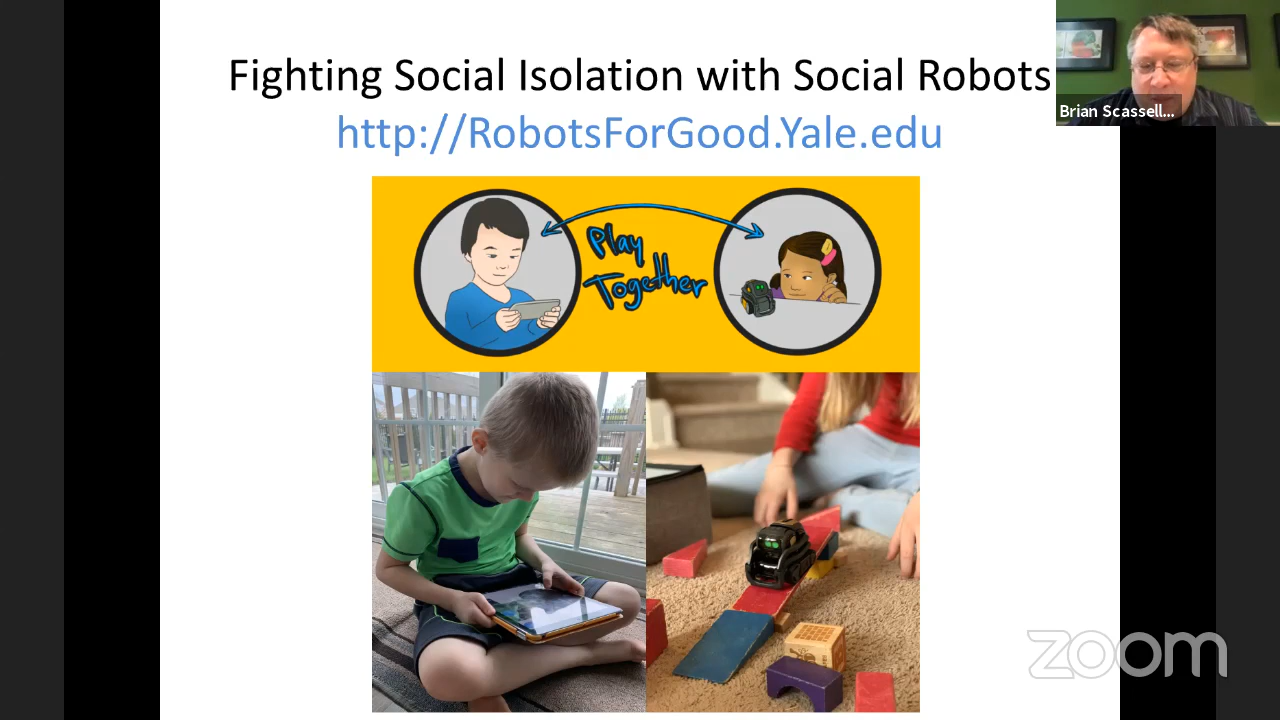 Fighting Social Isolation with Social Robots
http://RobotsForGood.Yale.edu
Brian Scassell...
Play
Together
zoom